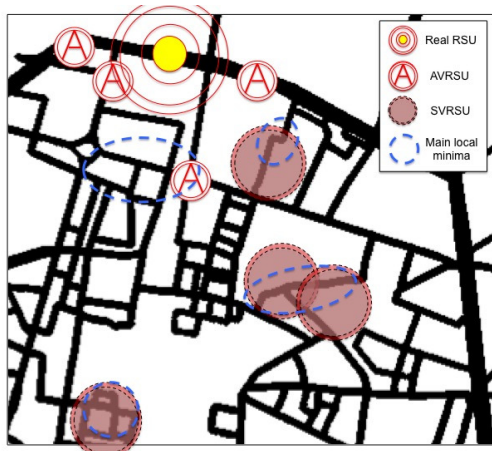 Real RSU
A
AVRSU
SVRSU
Main local
minima
A
A
A
A